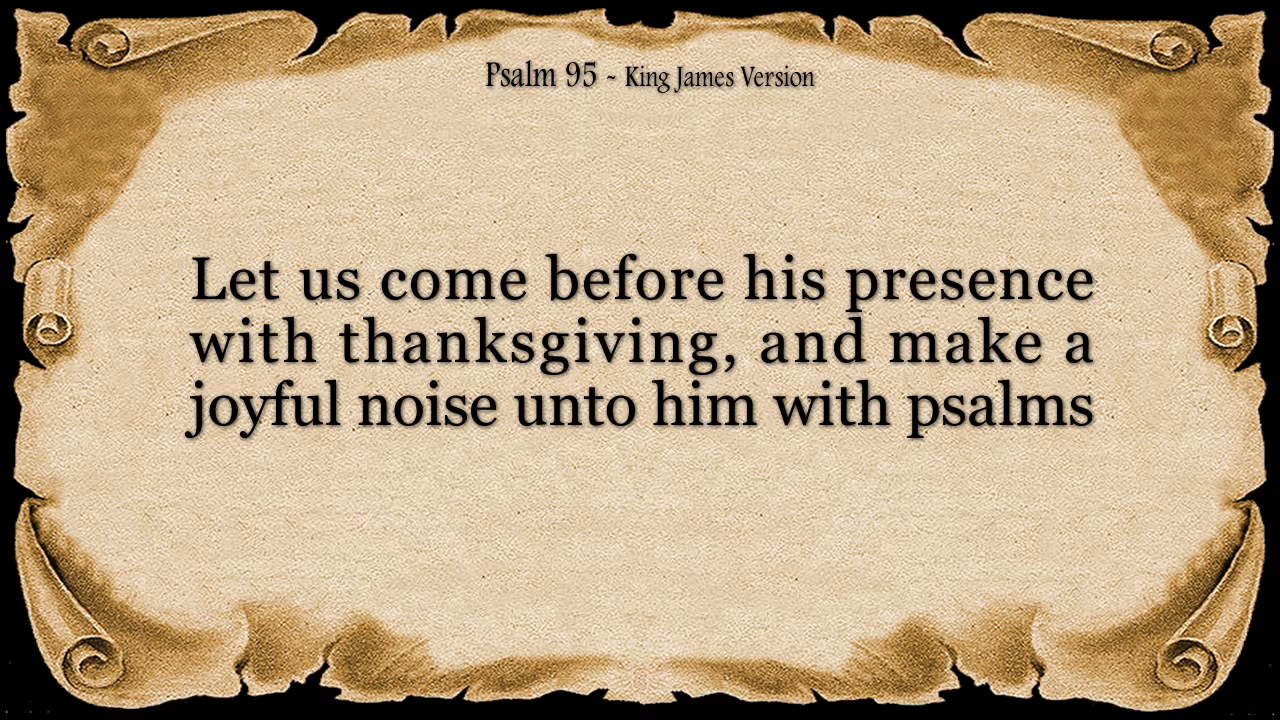 Psalm 95 - King James Version
Let us come before his presence
with thanksgiving, and make a
joyful noise unto him with psalms